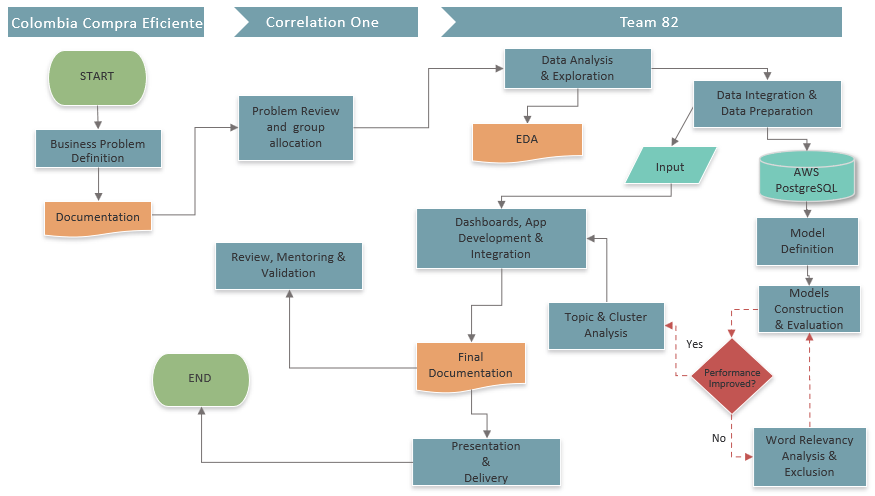 Colombia Compra Eficiente
Correlation One
Team 82
START
Business Problem
Definition
Documentation
Problem Review
and group
allocation
Data Analysis
& Exploration
EDA
Data Integration &
Data Preparation
Input
AWS
PostgreSQL
Dashboards, App
Development &
Integration
Model
Definition
Review, Mentoring &
Validation
Models
Construction
& Evaluation
Topic & Cluster
Analysis
Yes
Performance
Improved?
No
Final
Documentation
END
Word Relevancy
Analysis &
Exclusion
Presentation
&
Delivery